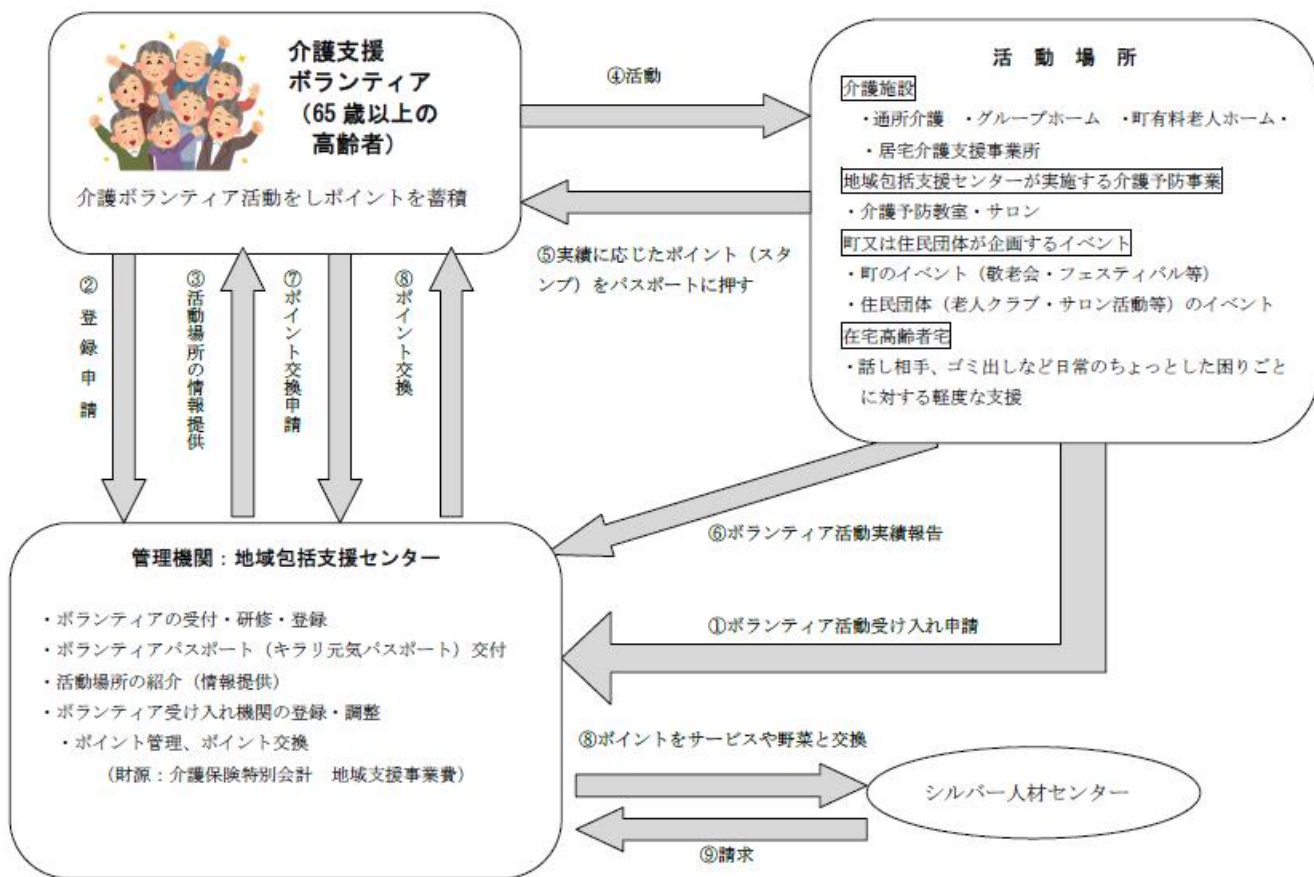 介護支援
ボランティア
（65歳以上の
高齢者）
介護ボランティア活動をしポイントを蓄積
④活動
⑤実績に応じたポイント（スタ
ンプ）をパスポートに押す
活動場所
介護施設
・通所介護　・グループホーム　・町有料老人ホーム・
・居宅介護支援事業所
地域包括支援センターが実施する介護予防事業
・介護予防教室・サロン
町又は住民団体が企画するイベント
・町のイベント（敬老会・フェスティバル等）
・住民団体（老人クラブ・サロン活動等）のイベント
在宅高齢者宅
・話し相手、ゴミ出しなど日常のちょっとした困りごと
に対する軽度な支援
②登録申請
③活動場所の情報提供
⑦ポイント交換申請
⑧ポイント交換
⑥ボランティア活動実績報告
①ボランティア活動受け入れ申請
管理機関：地域包括支援センター
・ボランティアの受付・研修・登録
・ボランティアパスポート（キラリ元気パスポート）交付
・活動場所の紹介（情報提供）
・ボランティア受け入れ機関の登録・調整
・ポイント管理、ポイント交換
（財源：介護保険特別会計　地域支援事業費）
⑧ポイントをサービスや野菜と交換
シルバー人材センター
⑨請求